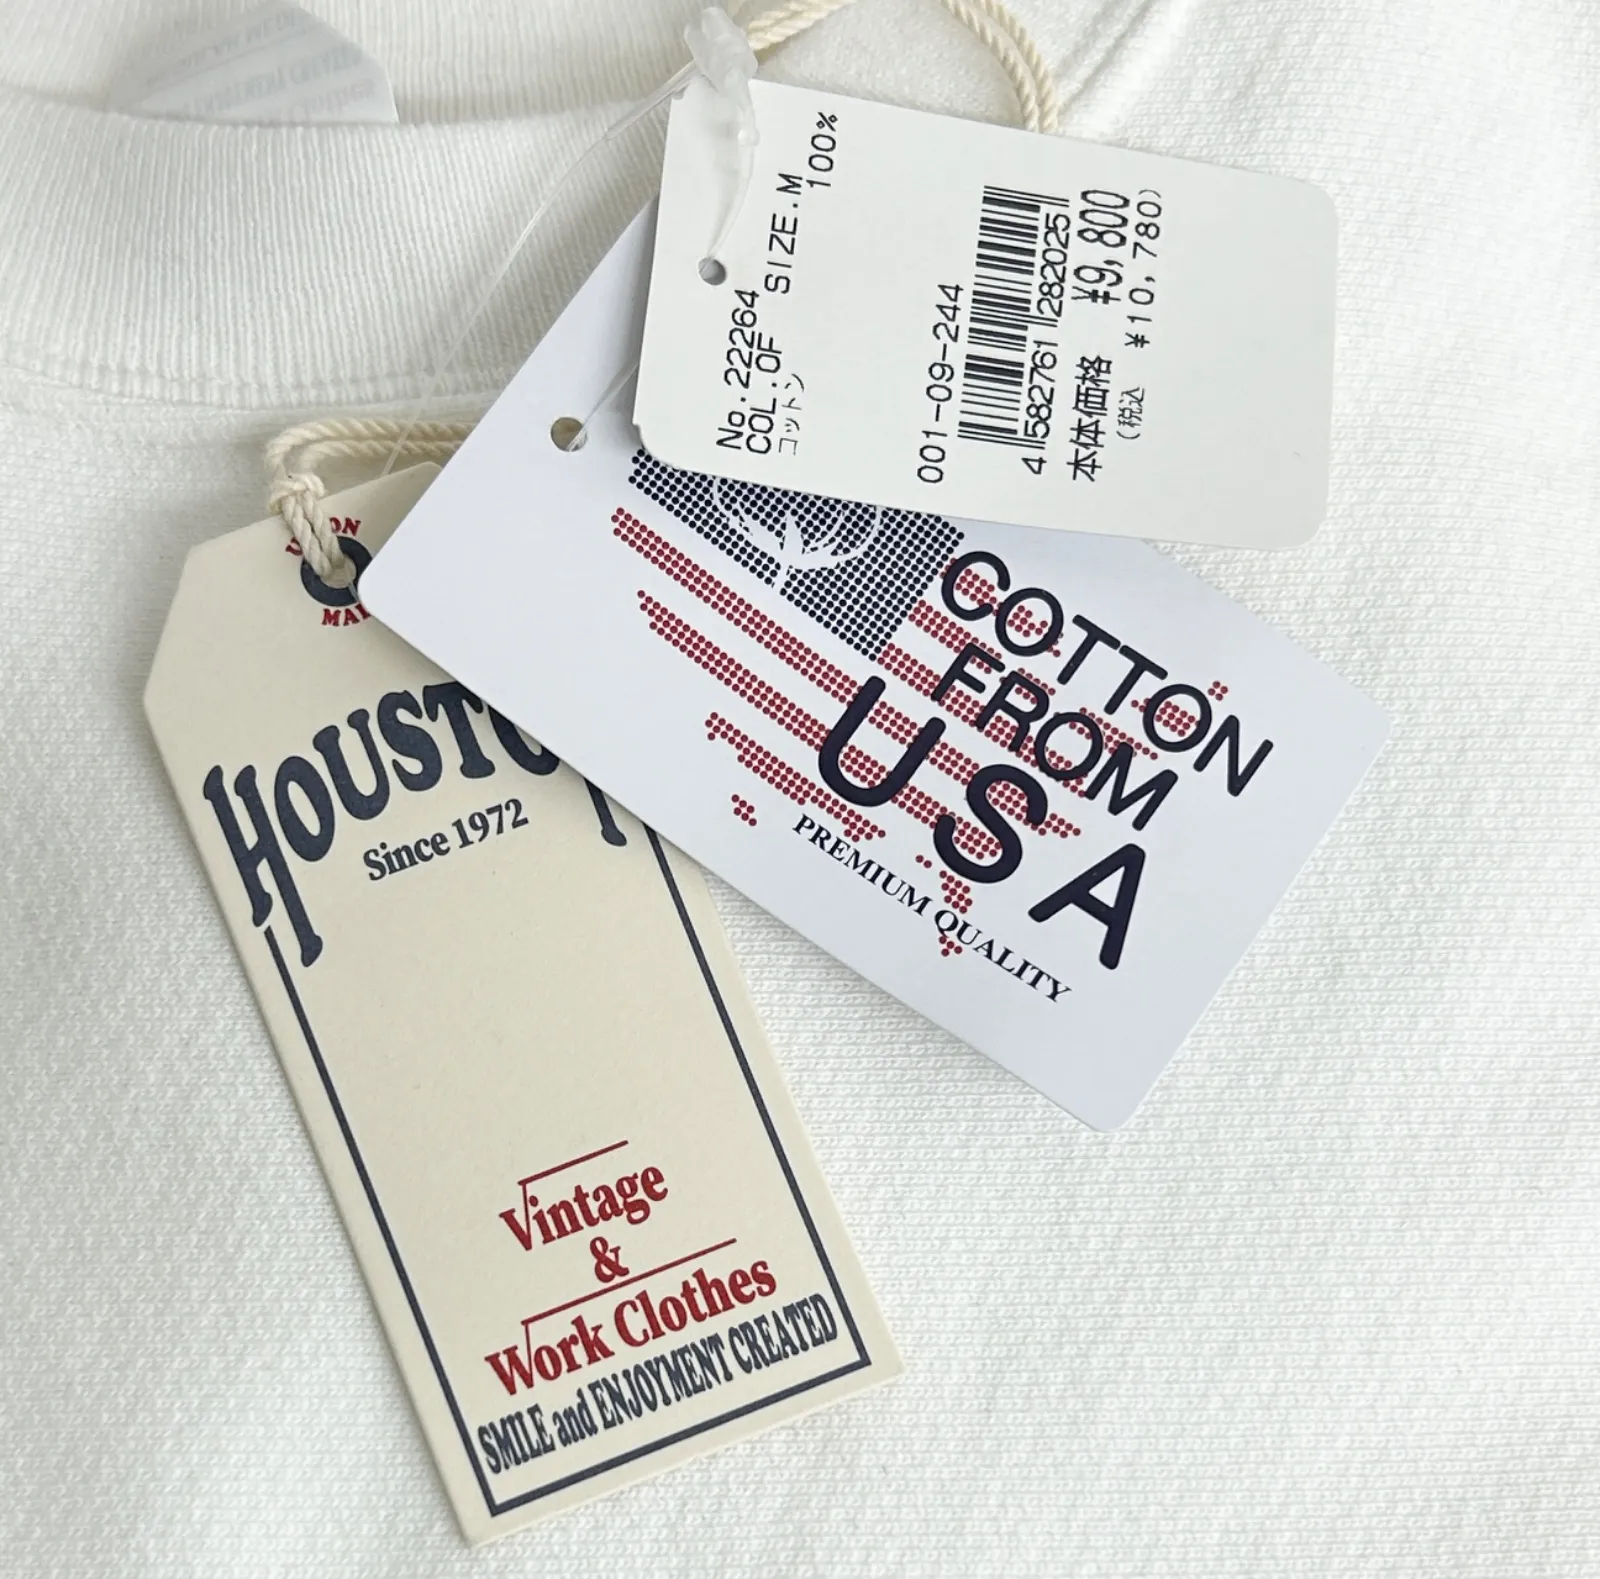 No.22264
COL:OF SIZE.M
コットン 100%
001-09-244
4 582761 282025
本体価格 ¥9,800
(税込 ¥10,780)
COTTON
FROM
USA
PREMIUM QUALITY
Since 1972
Vintage
&
Work Clothes
SMILE and ENJOYMENT CREATED